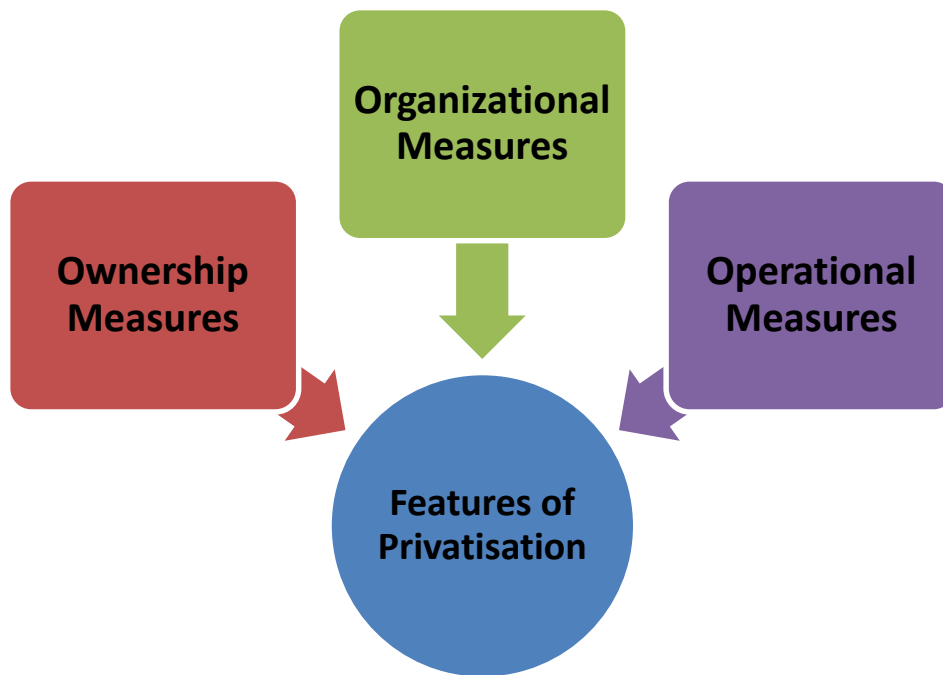 Organizational
Measures
Ownership
Measures
Operational
Measures
Features of
Privatisation